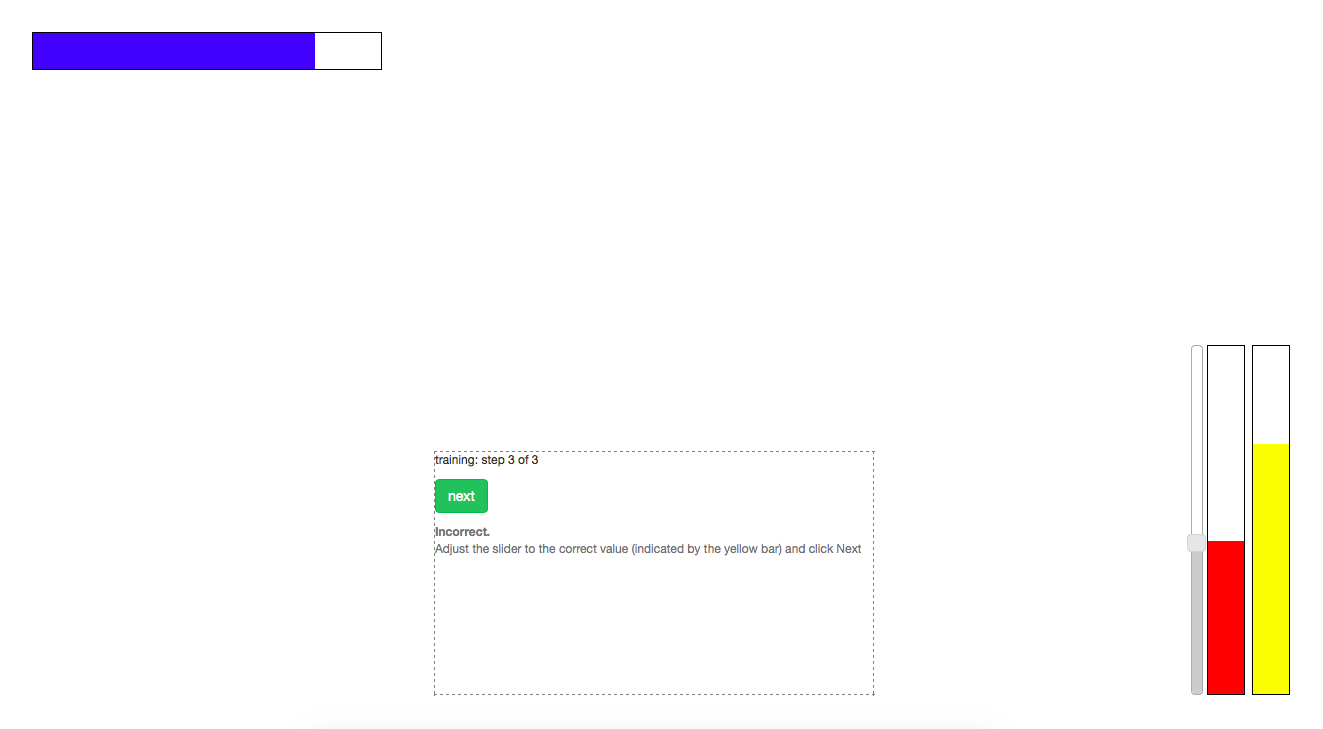 training: step 3 of 3
next
Incorrect.
Adjust the slider to the correct value (indicated by the yellow bar) and click Next